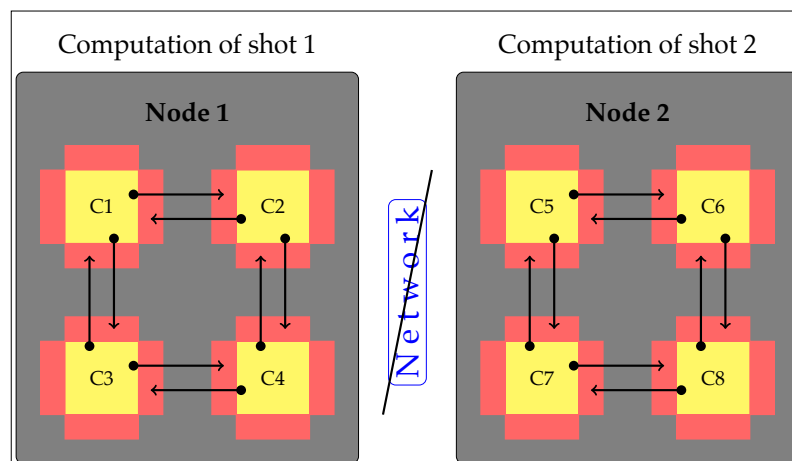 Computation of shot 1
Computation of shot 2
Node 1
C1
C2
C3
C4
Network
Node 2
C5
C6
C7
C8